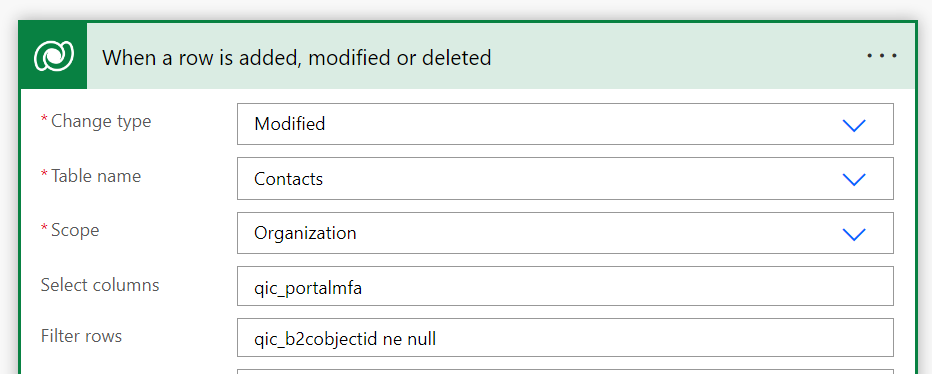 When a row is added, modified or deleted
* Change type
Modified
* Table name
Contacts
* Scope
Organization
Select columns
qic_portalmfa
Filter rows
qic_b2cobjectid ne null